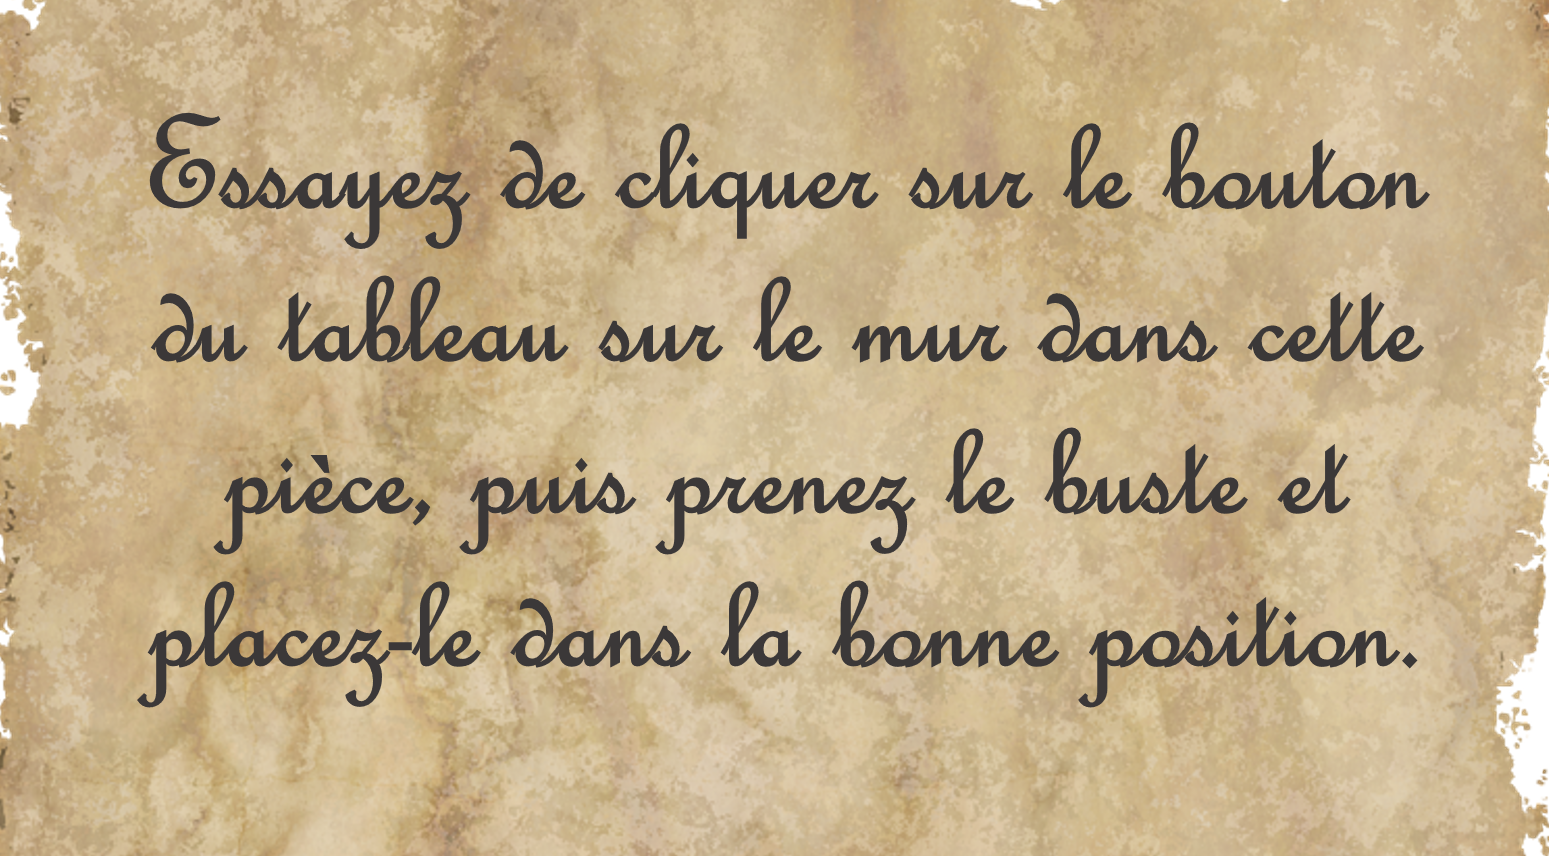 Essayez de cliquer sur le bouton
du tableau sur le mur dans cette
pièce, puis prenez le buste et
placez-le dans la bonne position.